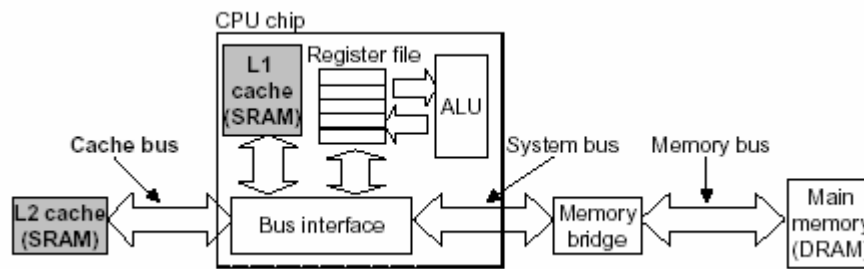 CPU chip
L1
cache
(SRAM)
Register file
ALU
Cache bus
System bus
Memory bus
L2 cache
(SRAM)
Bus interface
Memory
bridge
Main
memory
(DRAM)